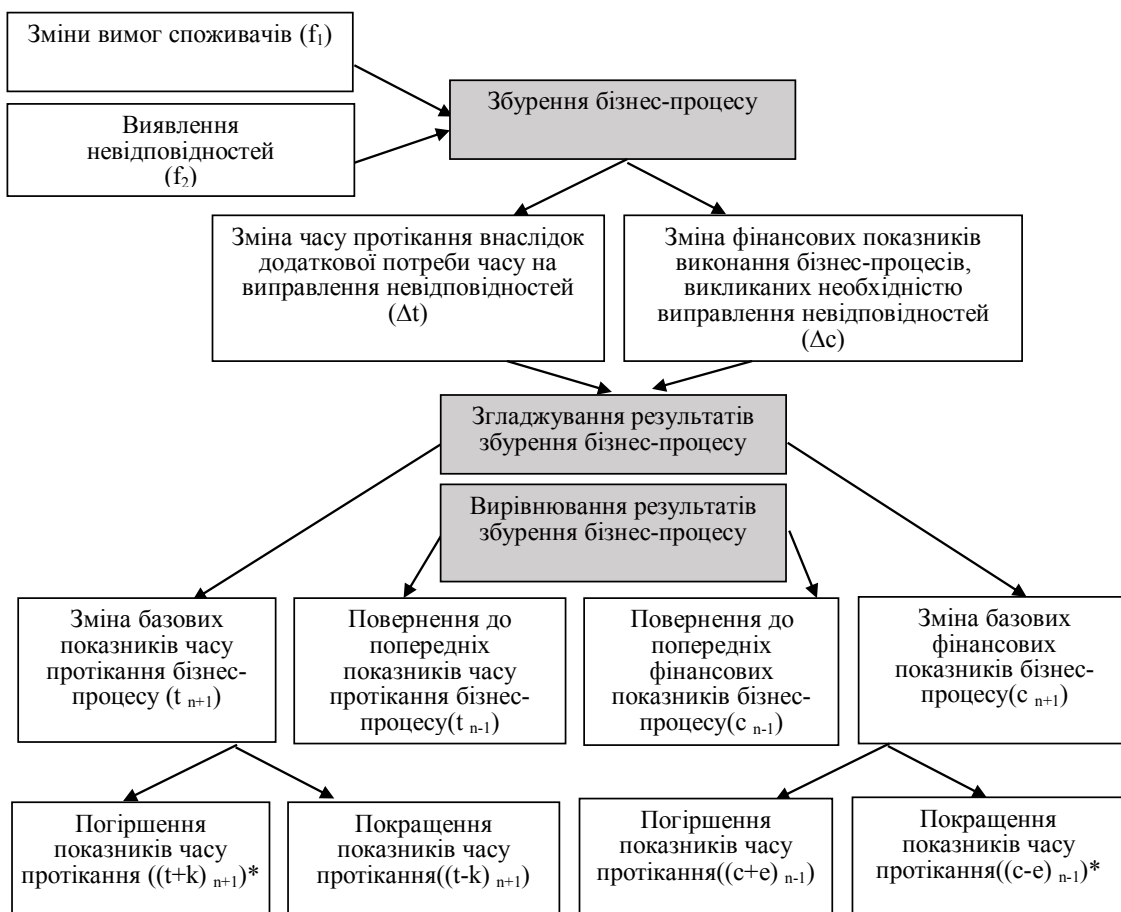 Зміни вимог споживачів (f₁)
Виявлення
невідповідностей
(f₂)
Збурення бізнес-процесу
Зміна часу протікання внаслідок
додаткової потреби часу на
виправлення невідповідностей
(Δt)
Зміна фінансових показників
виконання бізнес-процесів,
викликаних необхідністю
виправлення невідповідностей
(Δc)
Згладжування результатів
збурення бізнес-процесу
Вирівнювання результатів
збурення бізнес-процесу
Зміна базових
показників часу
протікання бізнес-
процесу (t n+1)
Повернення до
попередніх
показників часу
протікання бізнес-
процесу(t n-1)
Повернення до
попередніх
фінансових
показників бізнес-
процесу(c n-1)
Зміна базових
фінансових
показників бізнес-
процесу(c n+1)
Погіршення
показників часу
протікання ((t+k) n+1)*
Покращення
показників часу
протікання((t-k) n+1)
Погіршення
показників часу
протікання((c+e) n-1)
Покращення
показників часу
протікання((c-e) n-1)*